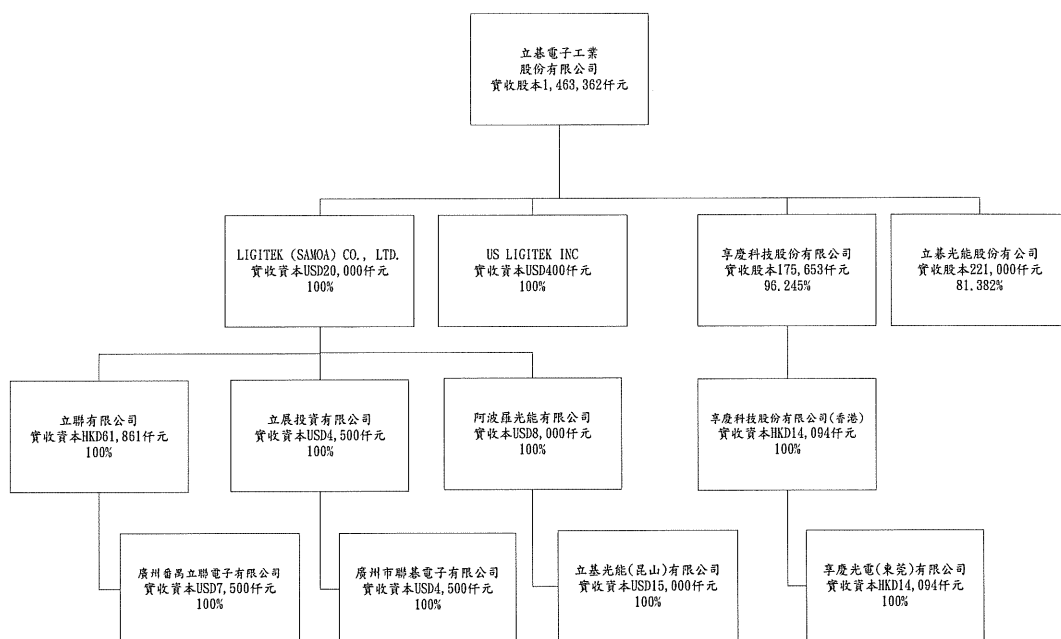 立碁電子工業
股份有限公司
實收股本1,463,362仟元
LIGITEK (SAMOA) CO., LTD.
實收資本USD20,000仟元
100%
US LIGITEK INC
實收資本USD400仟元
100%
享慶科技股份有限公司
實收股本175,653仟元
96.245%
立碁光能股份有公司
實收股本221,000仟元
81.382%
立聯有限公司
實收資本HKD61,861仟元
100%
立展投資有限公司
實收資本USD4,500仟元
100%
阿波羅光能有限公司
實收本USD8,000仟元
100%
享慶科技股份有限公司(香港)
實收資本HKD14,094仟元
100%
廣州番禺立聯電子有限公司
實收資本USD7,500仟元
100%
廣州市聯碁電子有限公司
實收資本USD4,500仟元
100%
立基光能(昆山)有限公司
實收資本USD15,000仟元
100%
享慶光電(東莞)有限公司
實收資本HKD14,094仟元
100%